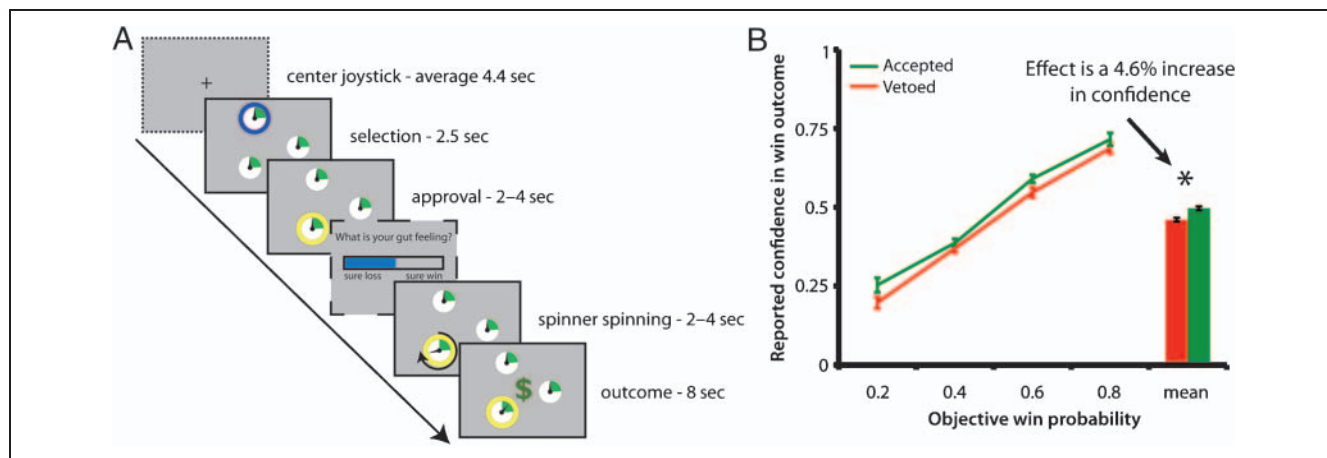 A
center joystick - average 4.4 sec
selection - 2.5 sec
approval - 2–4 sec
What is your gut feeling?
sure loss sure win
spinner spinning - 2–4 sec
$
outcome - 8 sec
B
Reported confidence in win outcome
1
0.75
0.5
0.25
0
Accepted
Vetoed
Effect is a 4.6% increase
in confidence
*
0.2 0.4 0.6 0.8 mean
Objective win probability